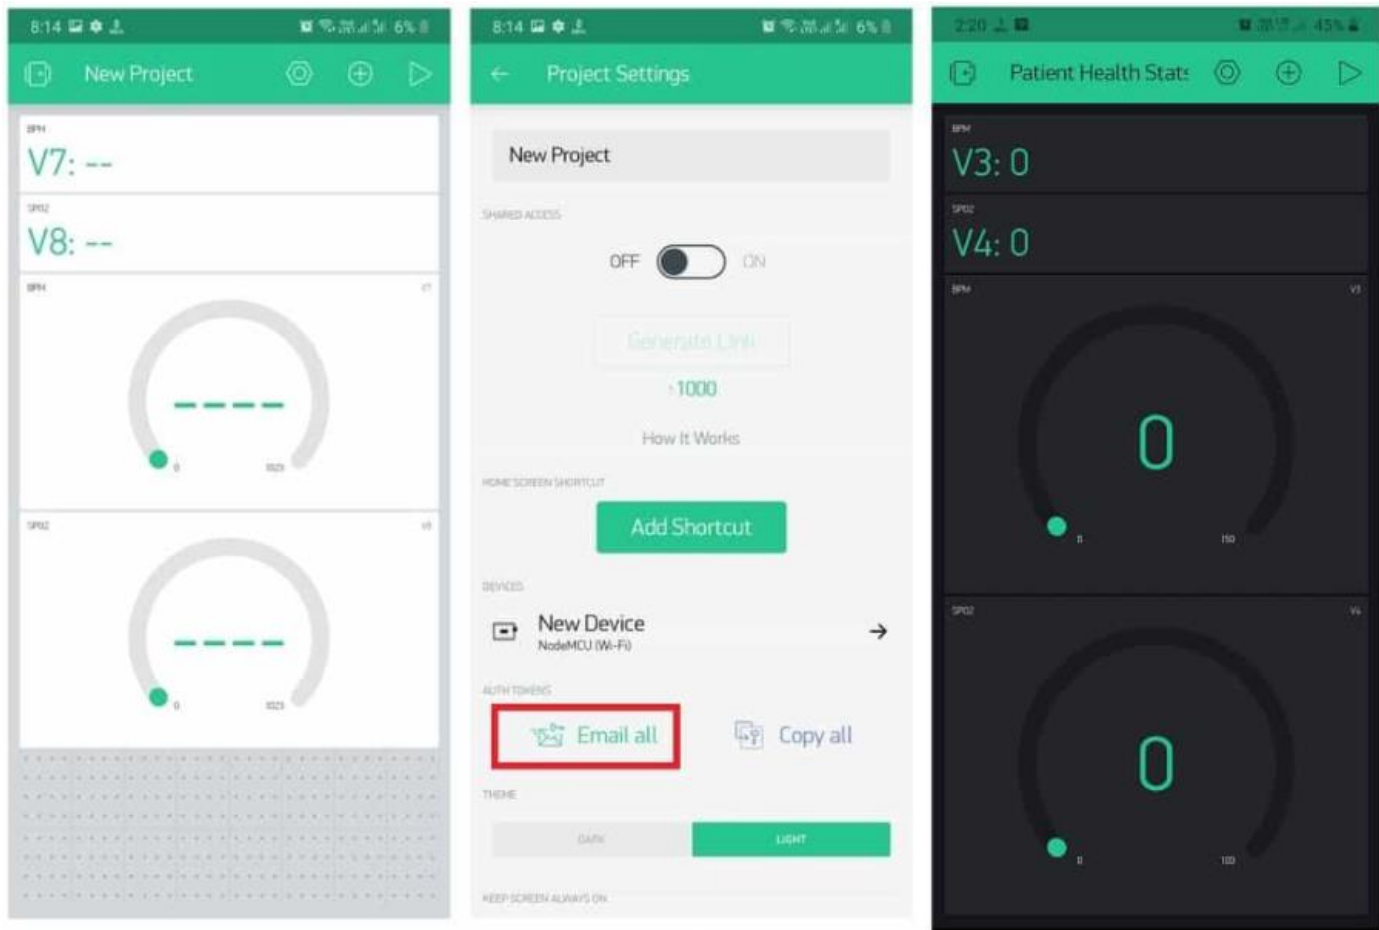 8:14
6%
New Project
BPM
V7: --
SPO2
V8: --
BPM
V7
----
0
1023
SPO2
V8
----
0
1023
8:14
6%
Project Settings
New Project
SHARED ACCESS
OFF
ON
Generate Link
1000
How It Works
HOME SCREEN SHORTCUT
Add Shortcut
DEVICES
New Device
NodeMCU (Wi-Fi)
AUTH TOKENS
Email all
Copy all
THEME
DARK
LIGHT
KEEP SCREEN ALWAYS ON
2:20
45%
Patient Health Stats
BPM
V3: 0
SPO2
V4: 0
BPM
V3
0
0
150
SPO2
V4
0
0
100